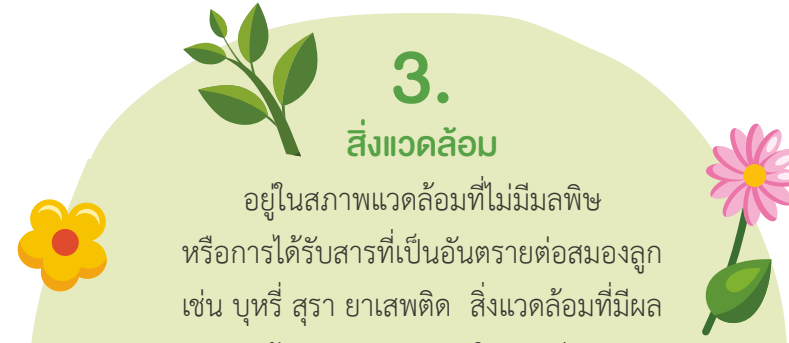 3.
สิ่งแวดล้อม
อยู่ในสภาพแวดล้อมที่ไม่มีมลพิษ
หรือการได้รับสารที่เป็นอันตรายต่อสมองลูก
เช่น บุหรี่ สุรา ยาเสพติด สิ่งแวดล้อมที่มีผล